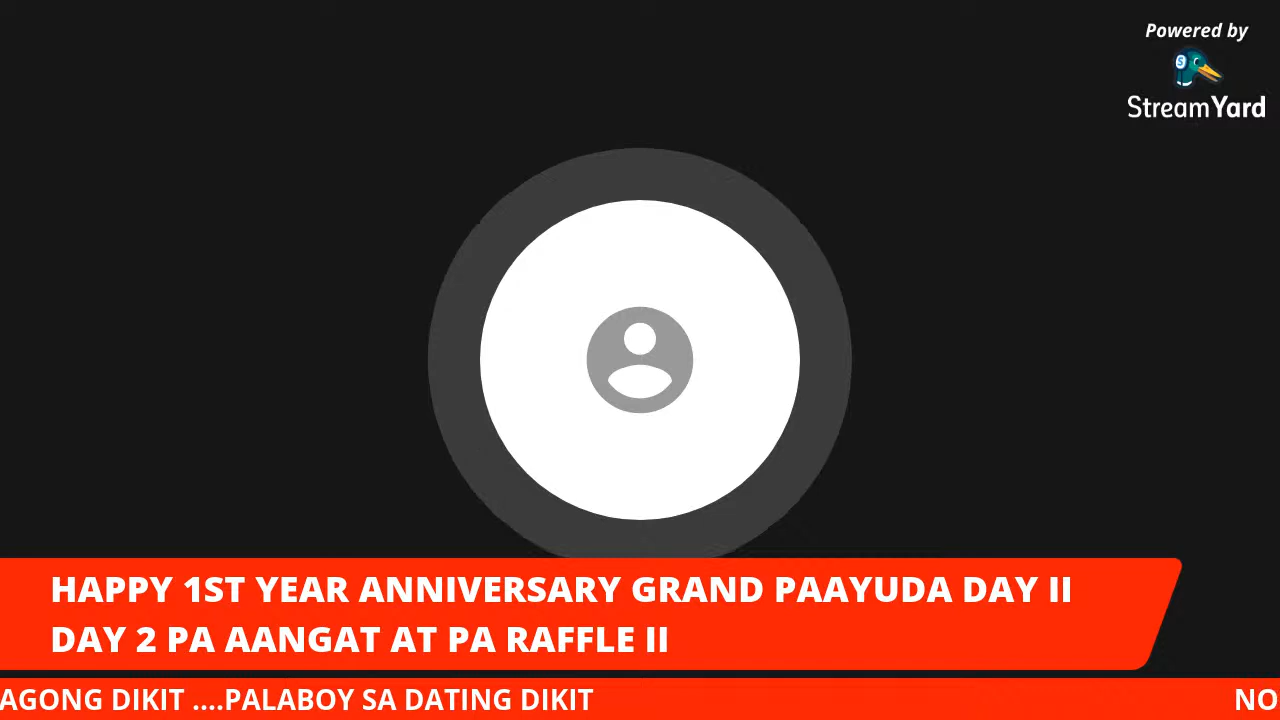 Powered by
StreamYard
HAPPY 1ST YEAR ANNIVERSARY GRAND PAAYUDA DAY II
DAY 2 PA AANGAT AT PA RAFFLE II
AGONG DIKIT ....PALABOY SA DATING DIKIT NO